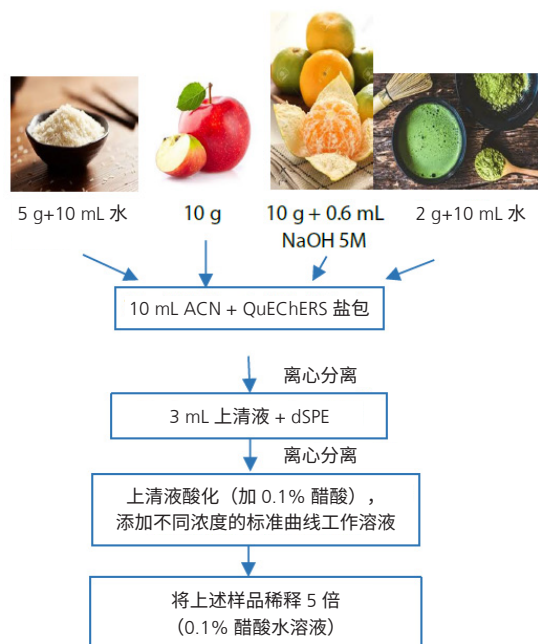 5 g+10 mL 水
10 g
10 g + 0.6 mL
NaOH 5M
2 g+10 mL 水
10 mL ACN + QuEChERS 盐包
离心分离
3 mL 上清液 + dSPE
离心分离
上清液酸化（加 0.1% 醋酸），
添加不同浓度的标准曲线工作溶液
将上述样品稀释 5 倍
（0.1% 醋酸水溶液）